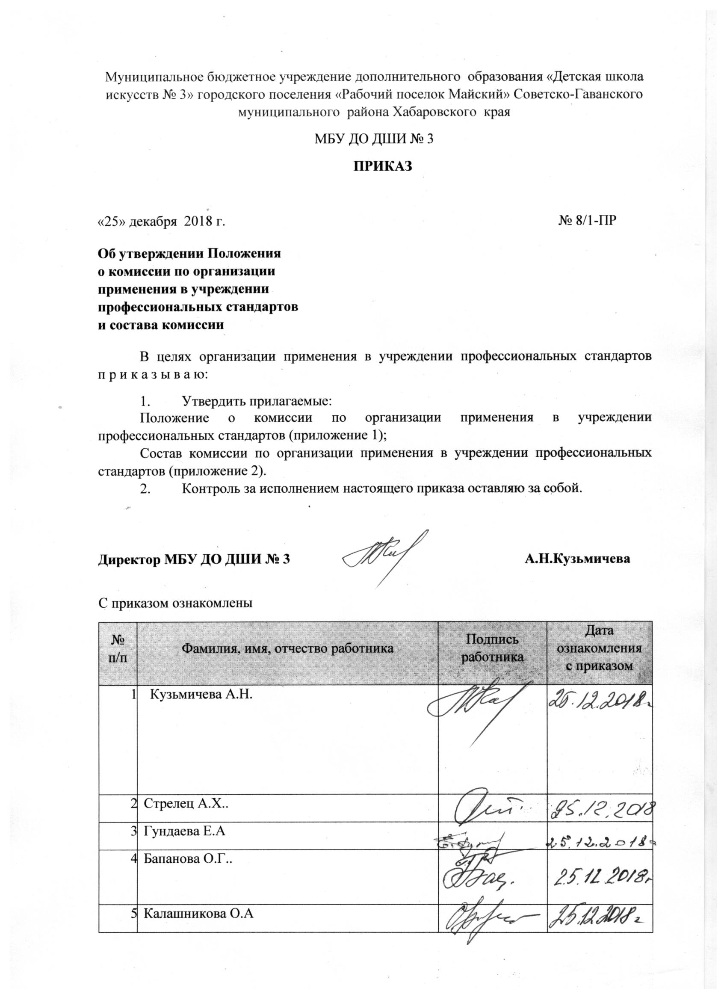 Муниципальное бюджетное учреждение дополнительного образования «Детская школа
искусств № 3» городского поселения «Рабочий поселок Майский» Советско-Гаванского
муниципального района Хабаровского края
МБУ ДО ДШИ № 3
ПРИКАЗ
«25» декабря 2018 г. № 8/1-ПР
Об утверждении Положения
о комиссии по организации
применения в учреждении
профессиональных стандартов
и состава комиссии
В целях организации применения в учреждении профессиональных стандартов
п р и к а з ы в а ю:
1. Утвердить прилагаемые:
Положение о комиссии по организации применения в учреждении
профессиональных стандартов (приложение 1);
Состав комиссии по организации применения в учреждении профессиональных
стандартов (приложение 2).
2. Контроль за исполнением настоящего приказа оставляю за собой.
Директор МБУ ДО ДШИ № 3 А.Н.Кузьмичева
С приказом ознакомлены
№ п/п Фамилия, имя, отчество работника Подпись работника Дата ознакомления с приказом
1 Кузьмичева А.Н. 25.12.2018г
2 Стрелец А.Х.. 25.12.2018
3 Гундаева Е.А 25.12.2018г
4 Бапанова О.Г.. 25.12.2018г
5 Калашникова О.А 25.12.2018г